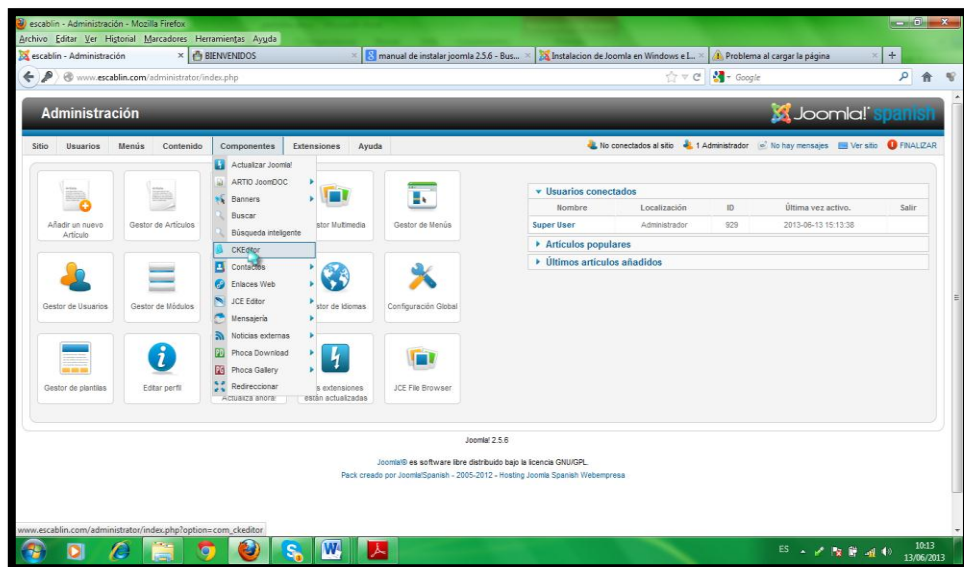 escablin - Administración - Mozilla Firefox
Archivo Editar Ver Historial Marcadores Herramientas Ayuda
escablin - Administración
BIENVENIDOS
manual de instalar joomla 2.5.6 - Bus...
Instalacion de Joomla en Windows e I...
Problema al cargar la página
www.escablin.com/administrator/index.php
Google
Administración
Joomla! spanish
Sitio Usuarios Menús Contenido Componentes Extensiones Ayuda
No conectados al sitio 1 Administrador No hay mensajes Ver sitio FINALIZAR
Actualizar Joomla!
ARTIO JoomDOC
Banners
Buscar
Búsqueda inteligente
CKEditor
Contactos
Enlaces Web
JCE Editor
Mensajería
Noticias externas
Phoca Download
Phoca Gallery
Redireccionar
Añadir un nuevo Artículo
Gestor de Artículos
stor Multimedia
Gestor de Menús
Gestor de Usuarios
Gestor de Módulos
stor de Idiomas
Configuración Global
Gestor de plantillas
Editar perfil
Actualiza ahora!
s extensiones están actualizadas
JCE File Browser
Usuarios conectados
Nombre Localización ID Última vez activo. Salir
Super User Administrador 929 2013-06-13 15:13:38
Artículos populares
Últimos artículos añadidos
Joomla! 2.5.6
Joomla!® es software libre distribuido bajo la licencia GNU/GPL.
Pack creado por Joomla!Spanish - 2005-2012 - Hosting Joomla Spanish Webempresa
www.escablin.com/administrator/index.php?option=com_ckeditor
ES
10:13
13/06/2013